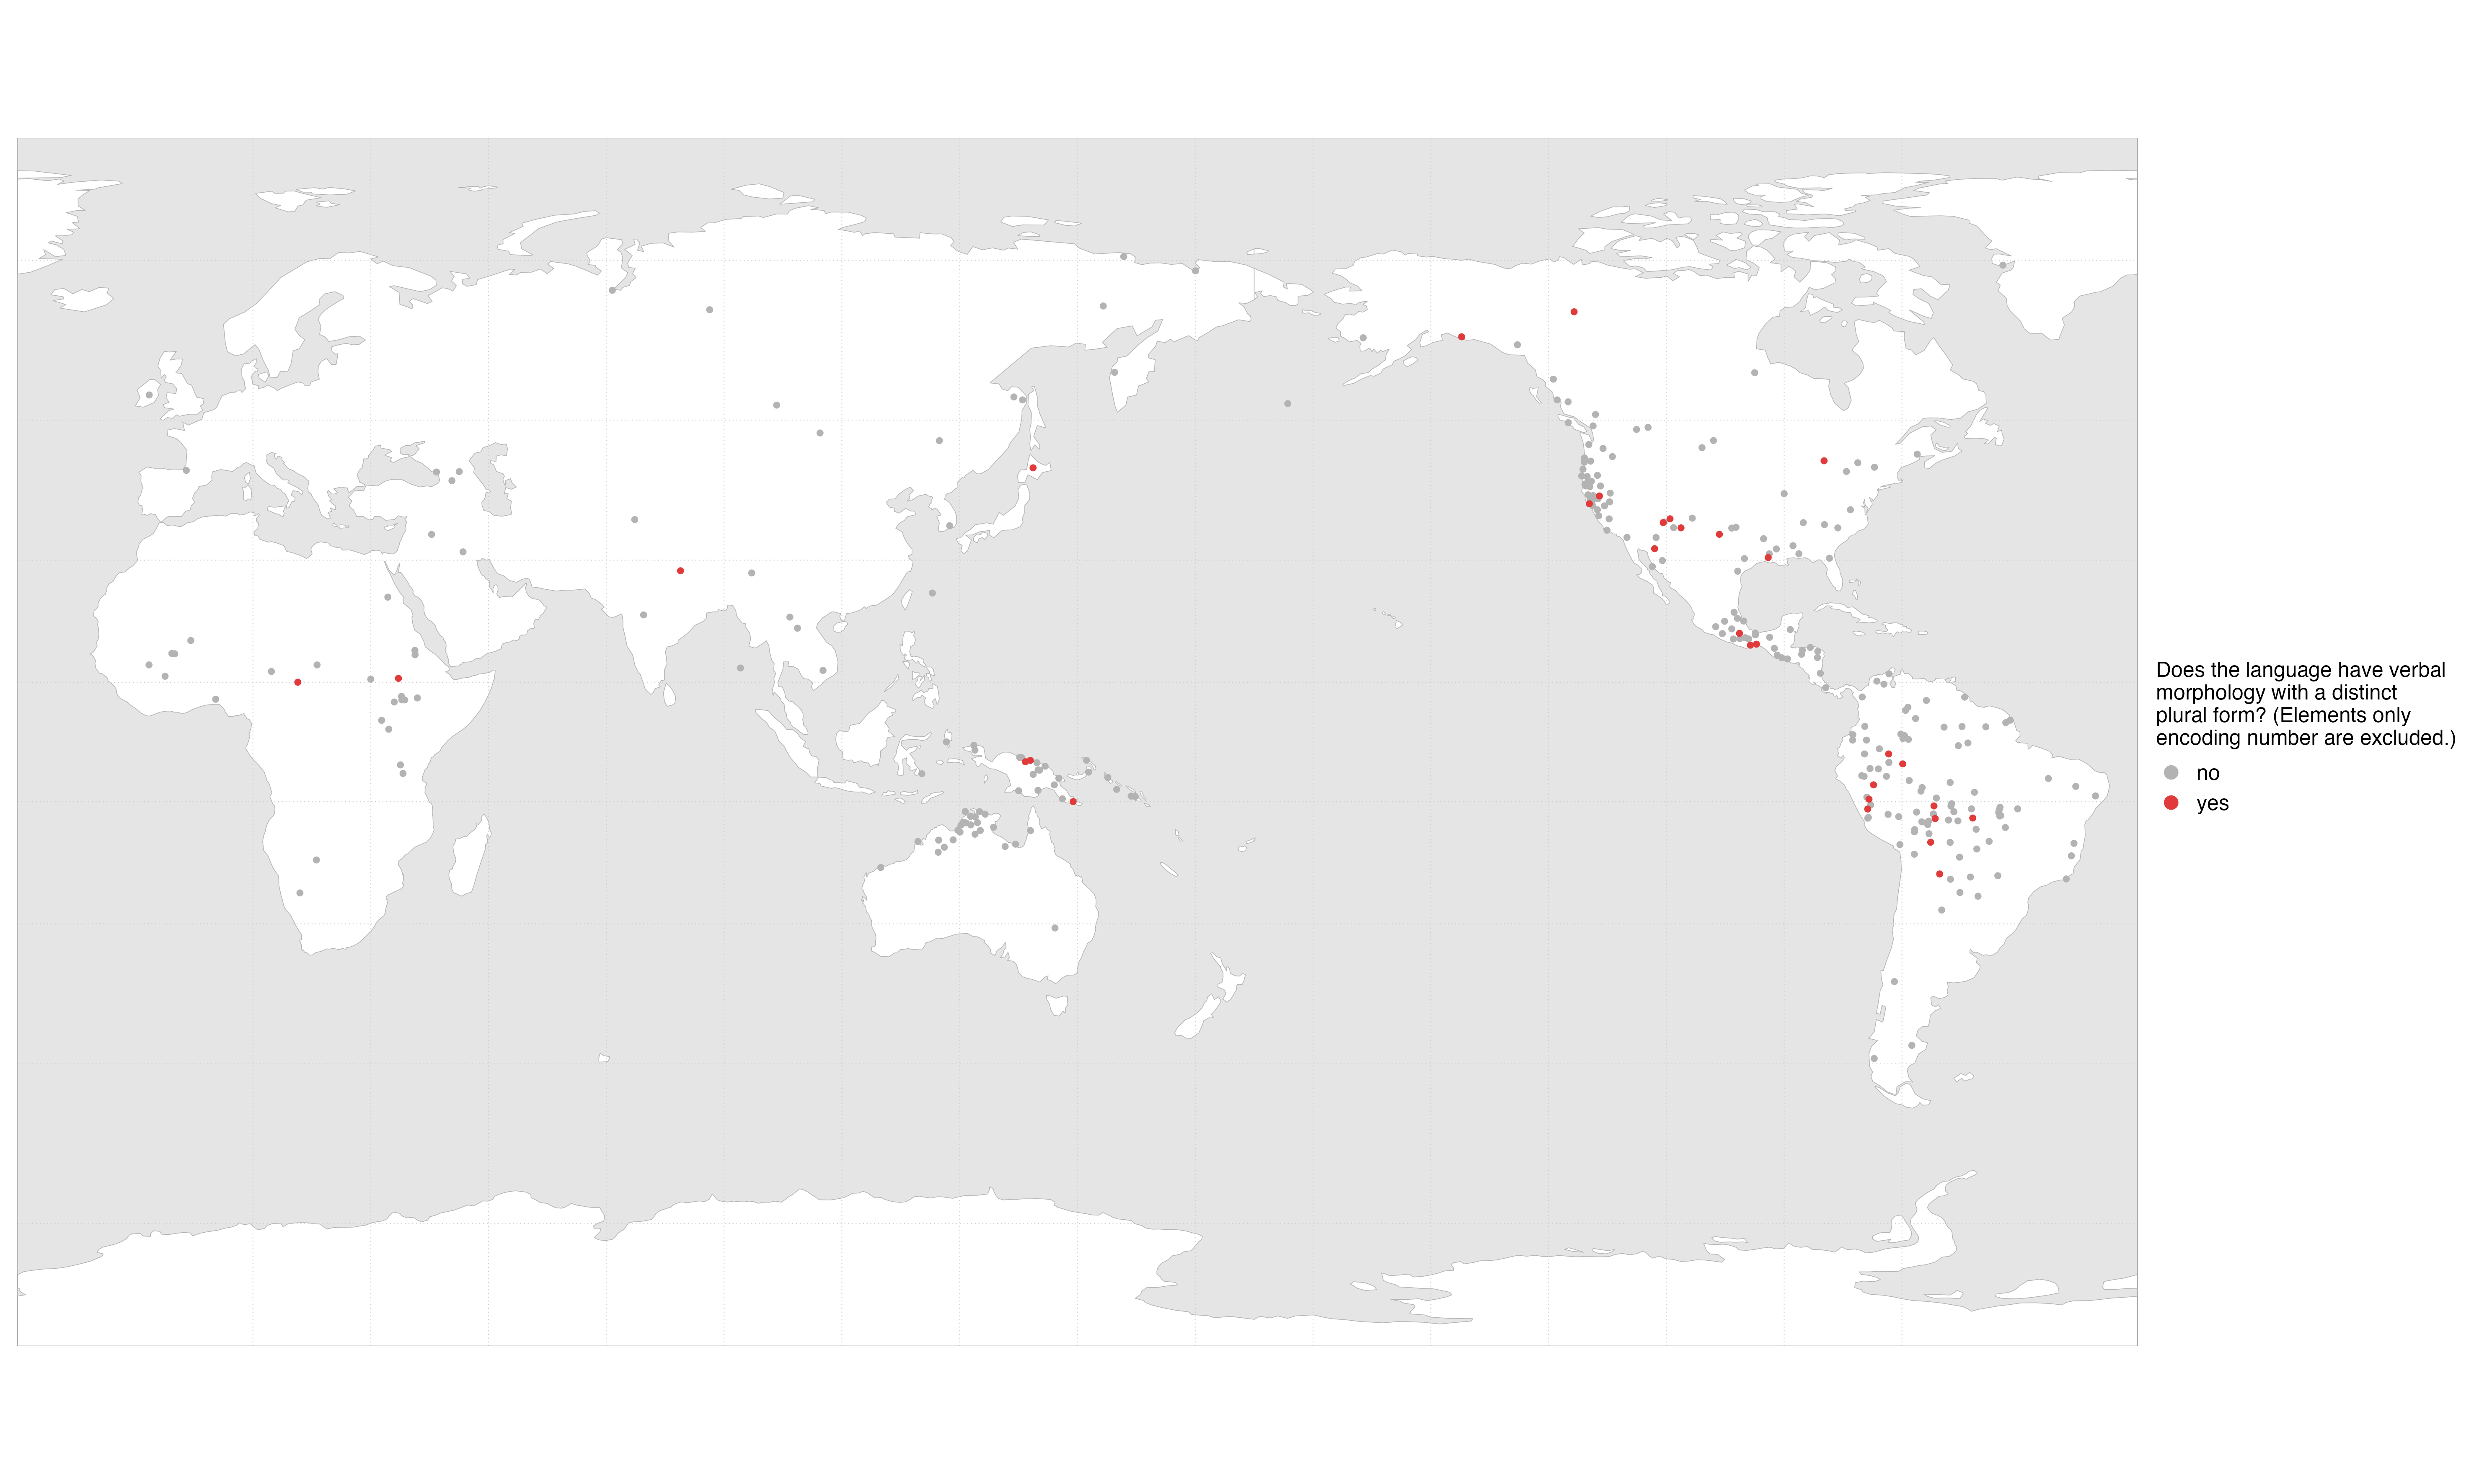 Does the language have verbal
morphology with a distinct
plural form? (Elements only
encoding number are excluded.)
no
yes